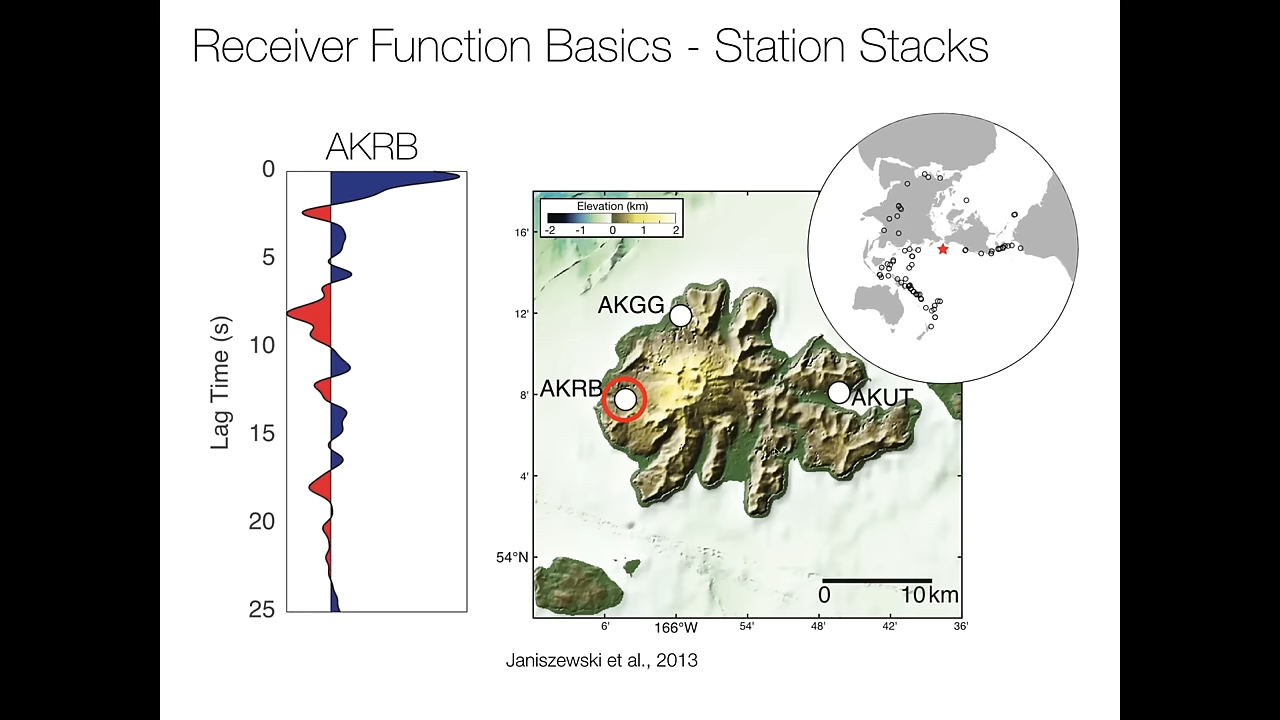 Receiver Function Basics - Station Stacks
AKRB
0
5
10
15
20
25
Lag Time (s)
Elevation (km)
-2 -1 0 1 2
16'
12'
8'
4'
54°N
AKGG
AKRB
AKUT
0 10 km
6' 166°W 54' 48' 42' 36'
Janiszewski et al., 2013